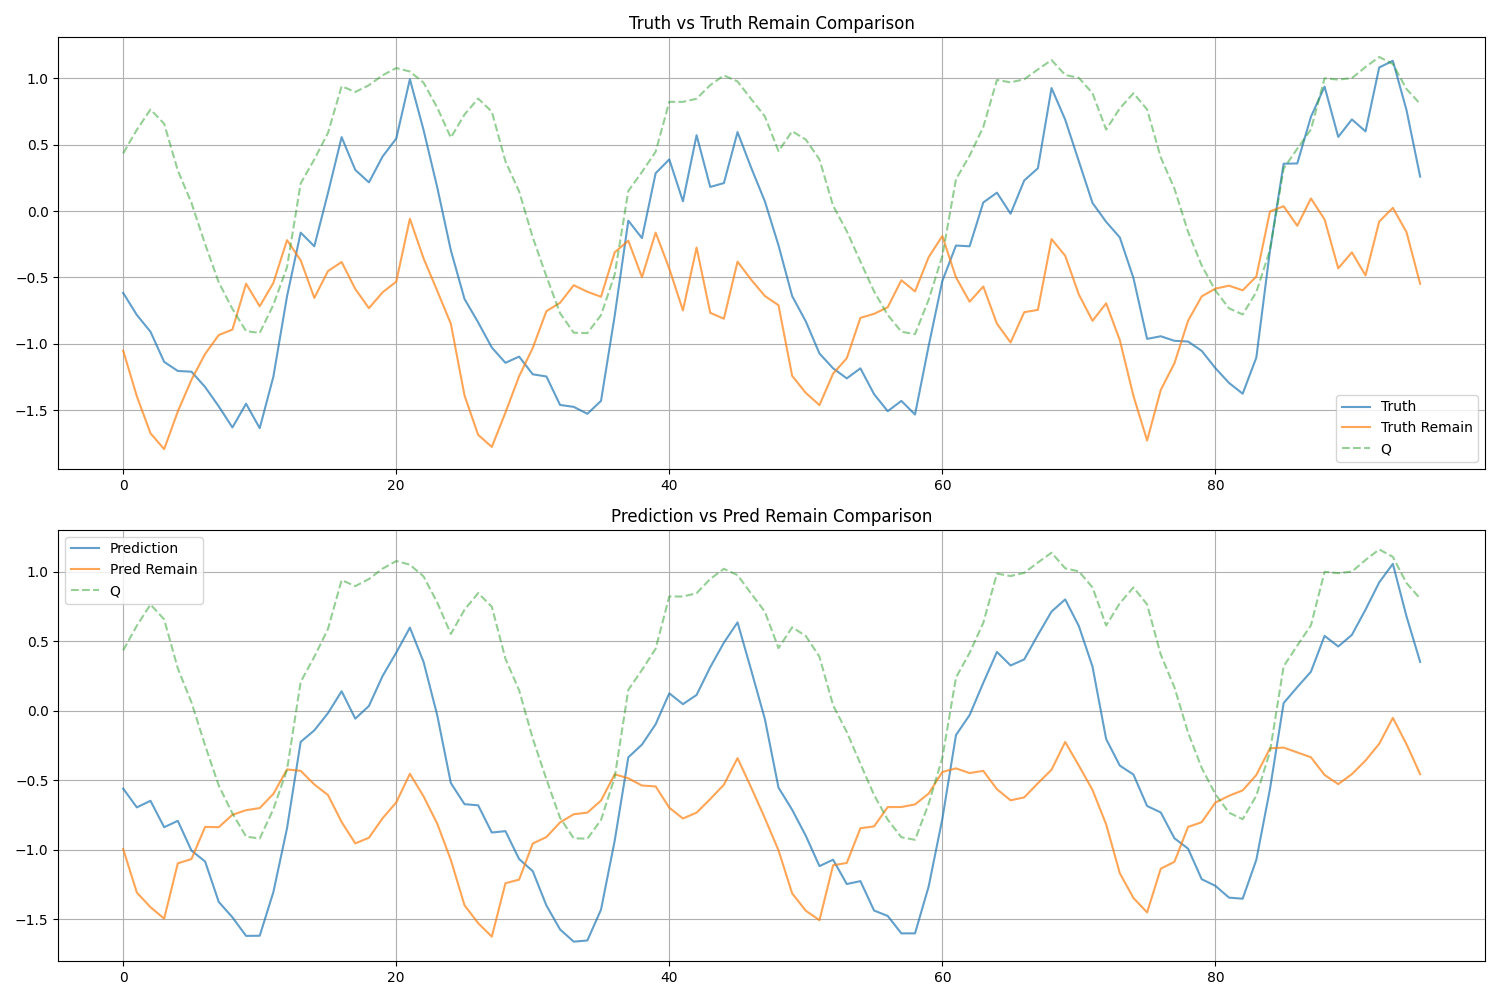 Truth vs Truth Remain Comparison
1.0
0.5
0.0
−0.5
−1.0
−1.5
0 20 40 60 80
Truth
Truth Remain
Q
Prediction vs Pred Remain Comparison
1.0
0.5
0.0
−0.5
−1.0
−1.5
0 20 40 60 80
Prediction
Pred Remain
Q